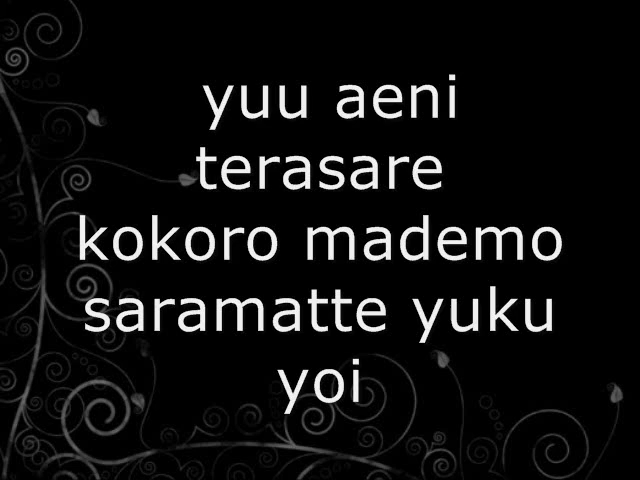 yuu aeni
terasare
kokoro mademo
saramatte yuku
yoi